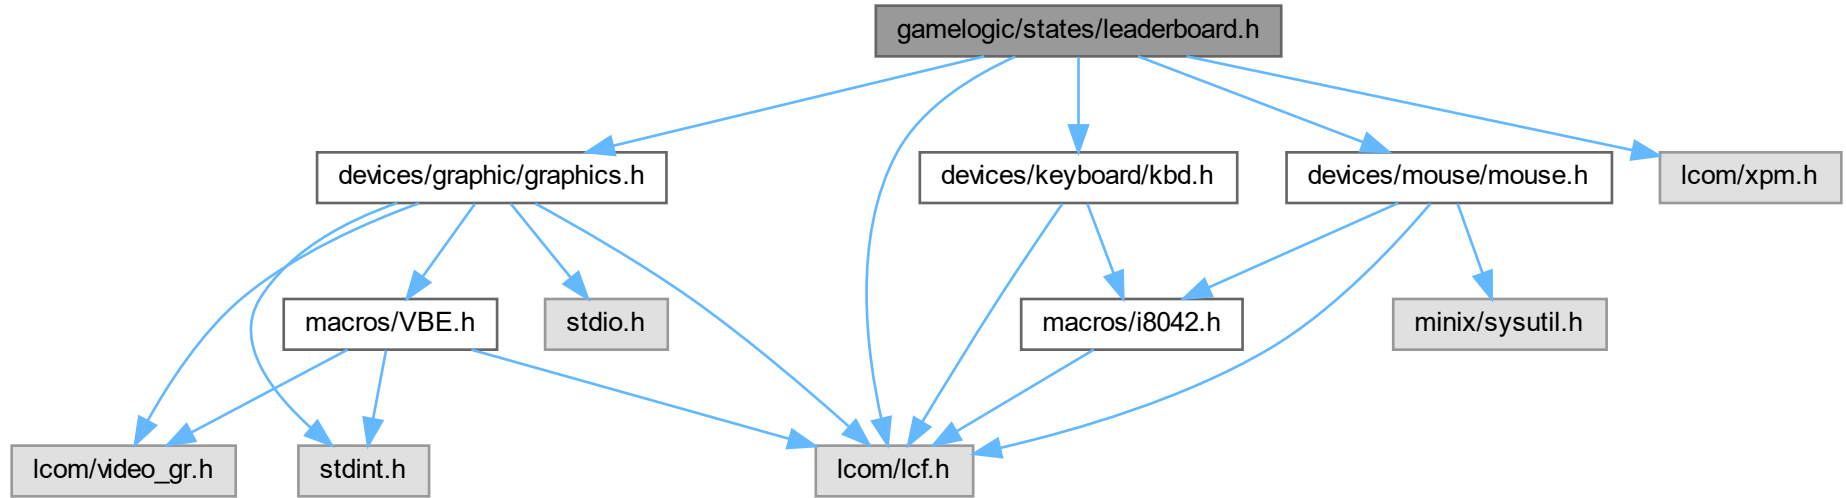 gamelogic/states/leaderboard.h
devices/graphic/graphics.h
devices/keyboard/kbd.h
devices/mouse/mouse.h
lcom/xpm.h
macros/VBE.h
stdio.h
macros/i8042.h
minix/sysutil.h
lcom/video_gr.h
stdint.h
lcom/lcf.h